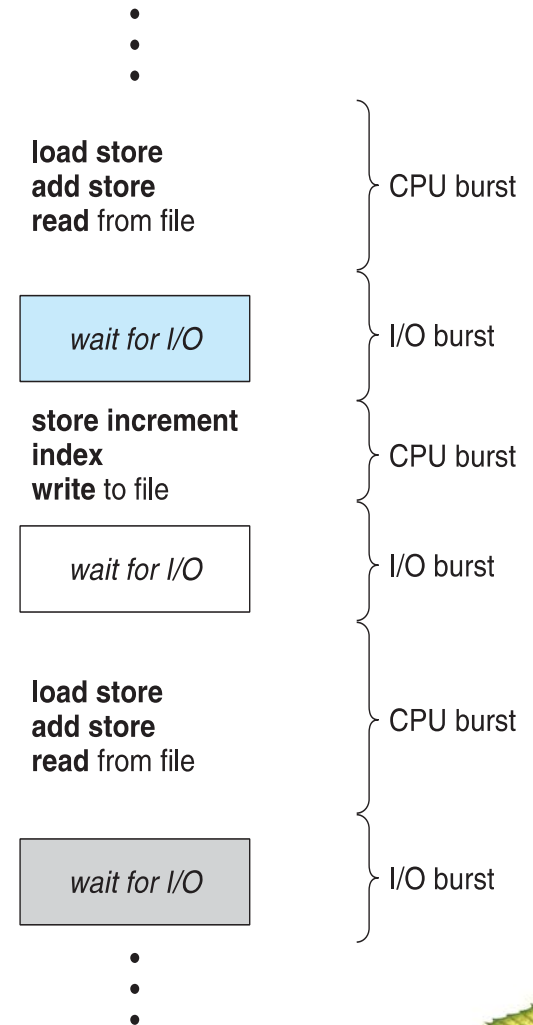 load store
add store
read from file
CPU burst
wait for I/O
I/O burst
store increment
index
write to file
CPU burst
wait for I/O
I/O burst
load store
add store
read from file
CPU burst
wait for I/O
I/O burst